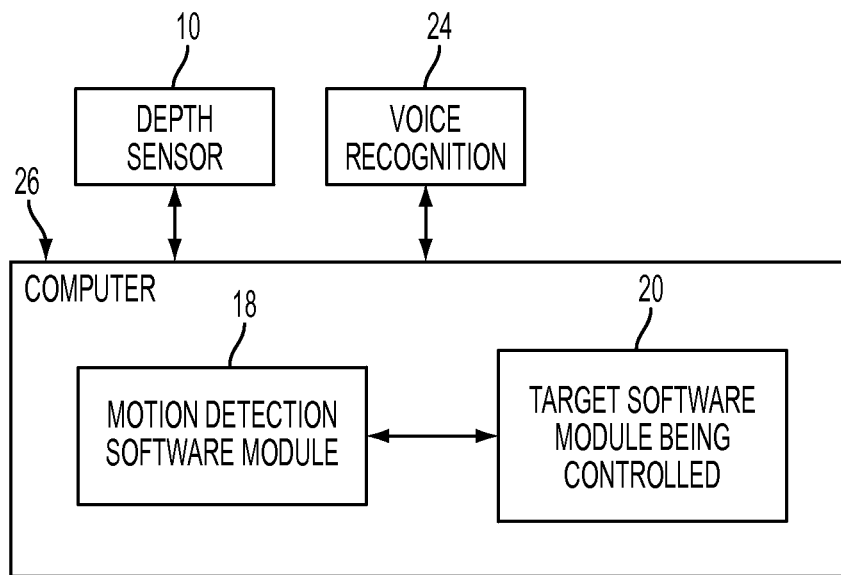 10
24
DEPTH
SENSOR
VOICE
RECOGNITION
26
COMPUTER
18
20
MOTION DETECTION
SOFTWARE MODULE
TARGET SOFTWARE
MODULE BEING
CONTROLLED